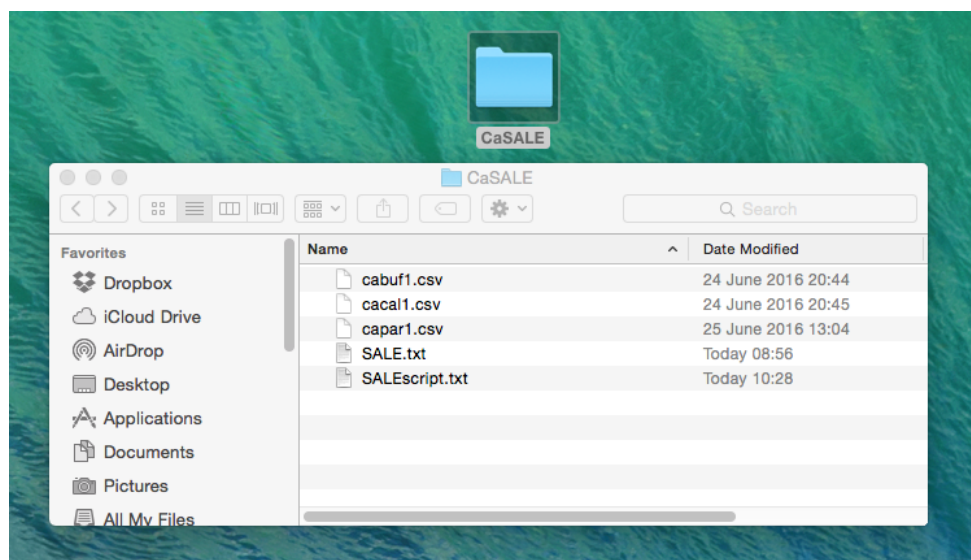 CaSALE
CaSALE
Search
Favorites
Name Date Modified
Dropbox
cabuf1.csv 24 June 2016 20:44
iCloud Drive
cacal1.csv 24 June 2016 20:45
capar1.csv 25 June 2016 13:04
AirDrop
SALE.txt Today 08:56
Desktop
SALEscript.txt Today 10:28
Applications
Documents
Pictures
All My Files